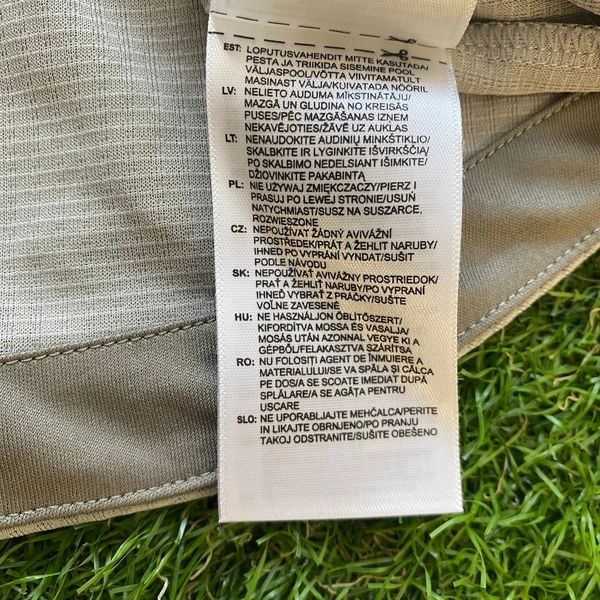 EST: LOPUTUSVAHENDIT MITTE KASUTADA/
PESTA JA TRIIKIDA SISEMINE POOL
VÄLJASPOOL/VÕTTA VIIVITAMATULT
MASINAST VÄLJA/KUIVATADA NÖÖRIL
LV: NELIETO AUDUMA MĪKSTINĀTĀJU/
MAZGĀ UN GLUDINA NO KREISĀS
PUSES/PĒC MAZGĀŠANAS IZŅEM
NEKAVĒJOTIES/ŽĀVĒ UZ AUKLAS
LT: NENAUDOKITE AUDINIŲ MINKŠTIKLIO/
SKALBKITE IR LYGINKITE IŠVIRKŠČIĄ/
PO SKALBIMO NEDELSIANT IŠIMKITE/
DŽIOVINKITE PAKABINTĄ
PL: NIE UŻYWAJ ZMIĘKCZACZY/PIERZ I
PRASUJ PO LEWEJ STRONIE/USUŃ
NATYCHMIAST/SUSZ NA SUSZARCE,
ROZWIESZONE
CZ: NEPOUŽÍVAT ŽÁDNÝ AVIVÁŽNÍ
PROSTŘEDEK/PRÁT A ŽEHLIT NARUBY/
IHNED PO VYPRÁNÍ VYNDAT/SUŠIT
PODLE NÁVODU
SK: NEPOUŽÍVAŤ AVIVÁŽNY PROSTRIEDOK/
PRAŤ A ŽEHLIŤ NARUBY/PO VYPRANÍ
IHNEĎ VYBRAŤ Z PRÁČKY/SUŠTE
VOĽNE ZAVESENÉ
HU: NE HASZNÁLJON ÖBLÍTŐSZERT/
KIFORDÍTVA MOSSA ÉS VASALJA/
MOSÁS UTÁN AZONNAL VEGYE KI A
GÉPBŐL/FELAKASZTVA SZÁRÍTSA
RO: NU FOLOSIȚI AGENT DE ÎNMUIERE A
MATERIALULUI/SE VA SPĂLA ȘI CĂLCA
PE DOS/A SE SCOATE IMEDIAT DUPĂ
SPLĂLARE/A SE AGĂȚA PENTRU
USCARE
SLO: NE UPORABLJAJTE MEHČALCA/PERITE
IN LIKAJTE OBRNJENO/PO PRANJU
TAKOJ ODSTRANITE/SUŠITE OBEŠENO